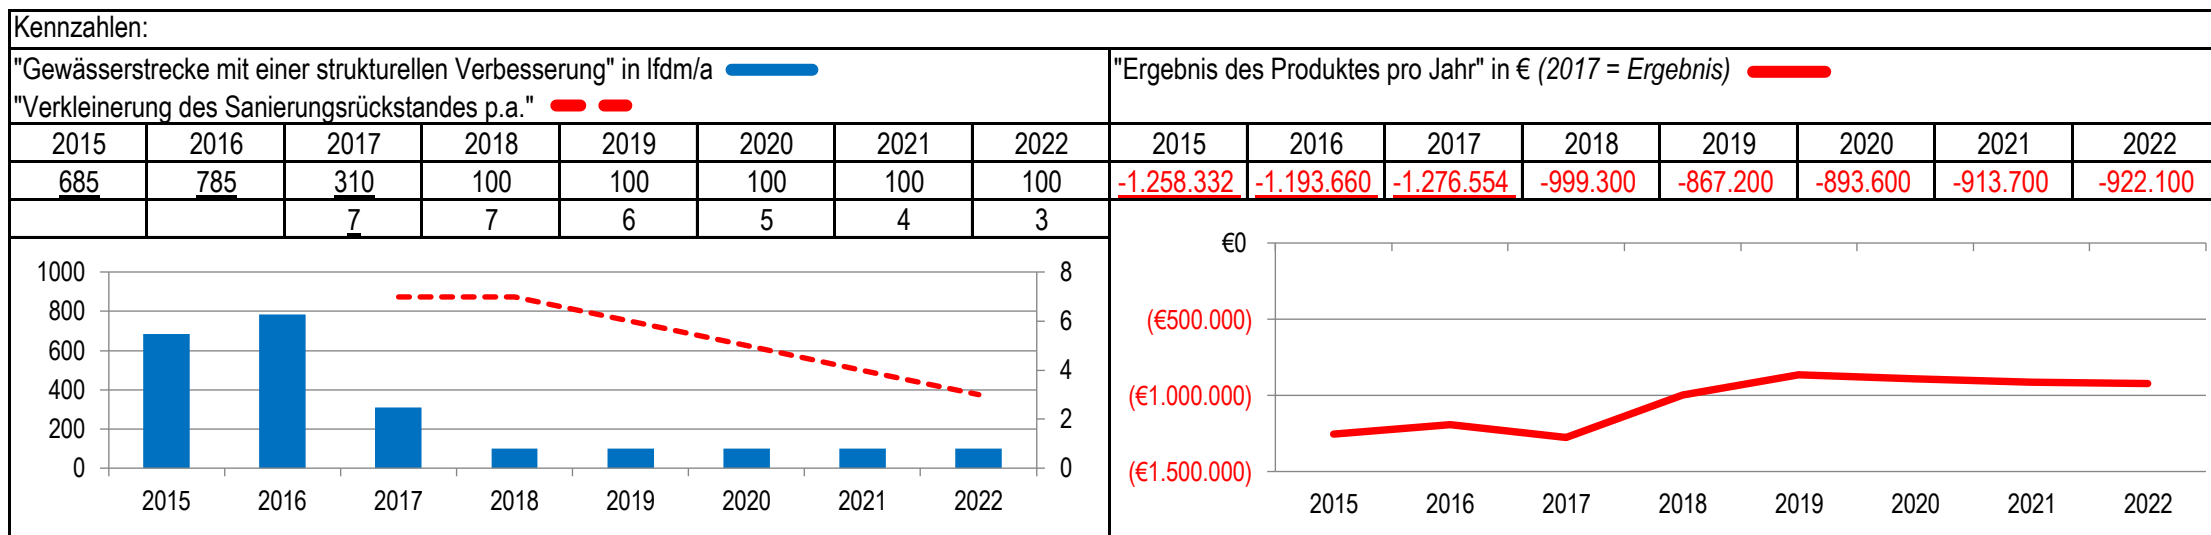 Kennzahlen:
"Gewässerstrecke mit einer strukturellen Verbesserung" in lfdm/a
"Verkleinerung des Sanierungsrückstandes p.a."
"Ergebnis des Produktes pro Jahr" in € (2017 = Ergebnis)
2015 2016 2017 2018 2019 2020 2021 2022
685 785 310 100 100 100 100 100
7 7 6 5 4 3
2015 2016 2017 2018 2019 2020 2021 2022
-1.258.332 -1.193.660 -1.276.554 -999.300 -867.200 -893.600 -913.700 -922.100
1000
800
600
400
200
0
8
6
4
2
0
2015 2016 2017 2018 2019 2020 2021 2022
€0
(€500.000)
(€1.000.000)
(€1.500.000)
2015 2016 2017 2018 2019 2020 2021 2022